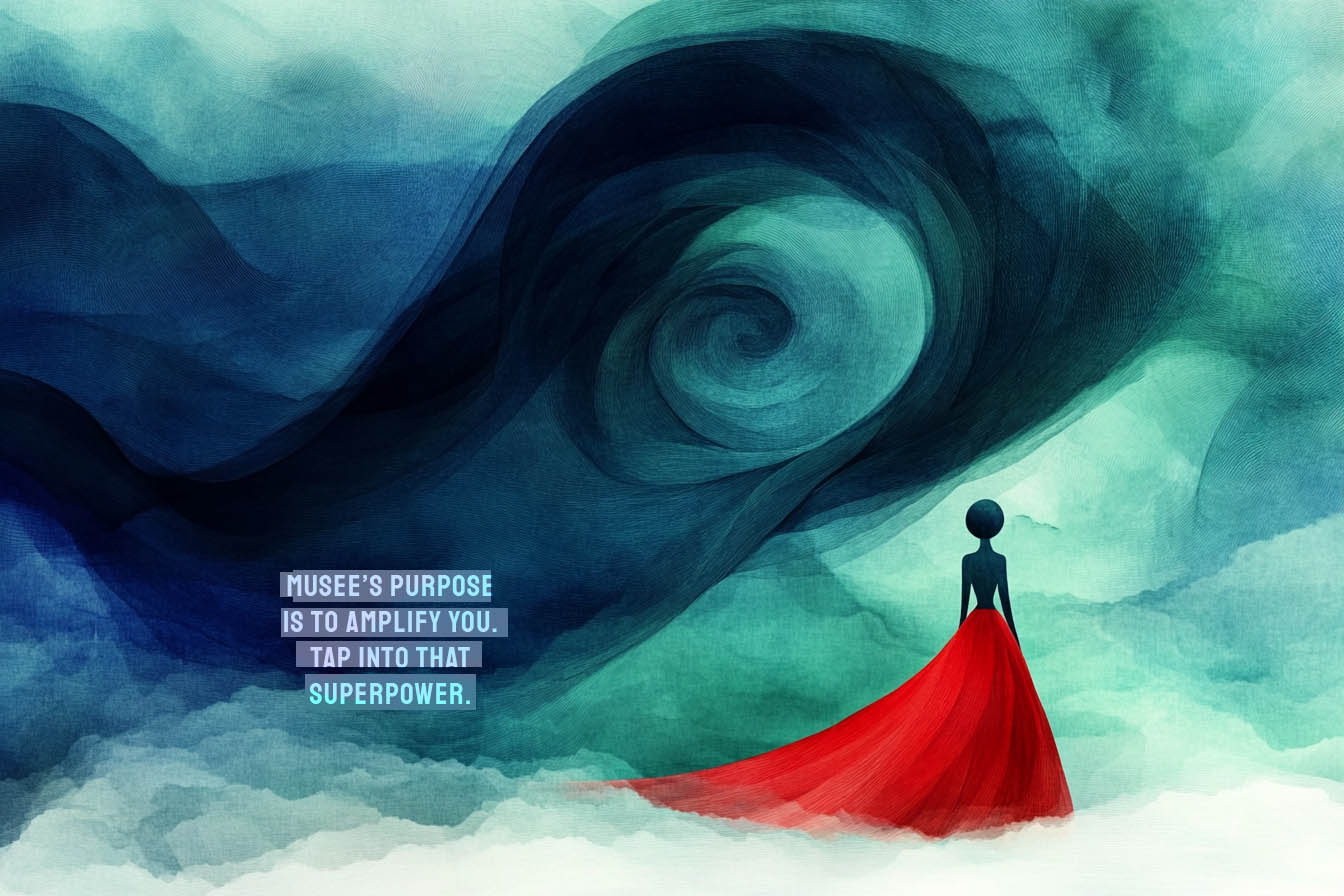 MUSEE'S PURPOSE
IS TO AMPLIFY YOU.
TAP INTO THAT
SUPERPOWER.